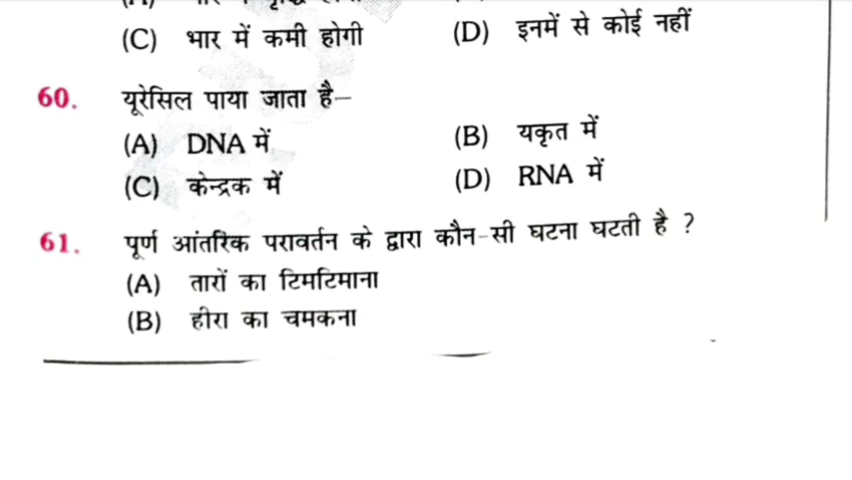 (C) भार में कमी होगी (D) इनमें से कोई नहीं
60. यूरेसिल पाया जाता है–
(A) DNA में (B) यकृत में
(C) केन्द्रक में (D) RNA में
61. पूर्ण आंतरिक परावर्तन के द्वारा कौन-सी घटना घटती है ?
(A) तारों का टिमटिमाना
(B) हीरा का चमकना